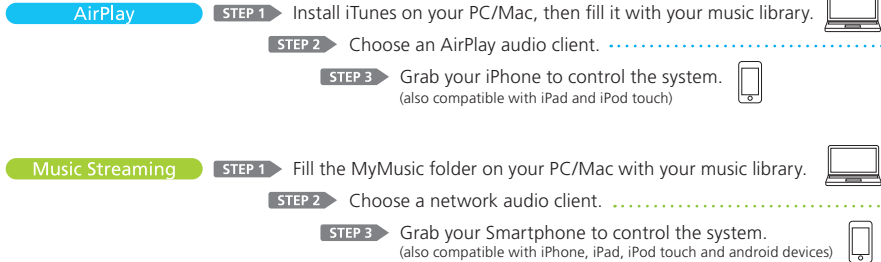 AirPlay STEP 1 Install iTunes on your PC/Mac, then fill it with your music library.
STEP 2 Choose an AirPlay audio client.
STEP 3 Grab your iPhone to control the system.
(also compatible with iPad and iPod touch)
Music Streaming STEP 1 Fill the MyMusic folder on your PC/Mac with your music library.
STEP 2 Choose a network audio client.
STEP 3 Grab your Smartphone to control the system.
(also compatible with iPhone, iPad, iPod touch and android devices)